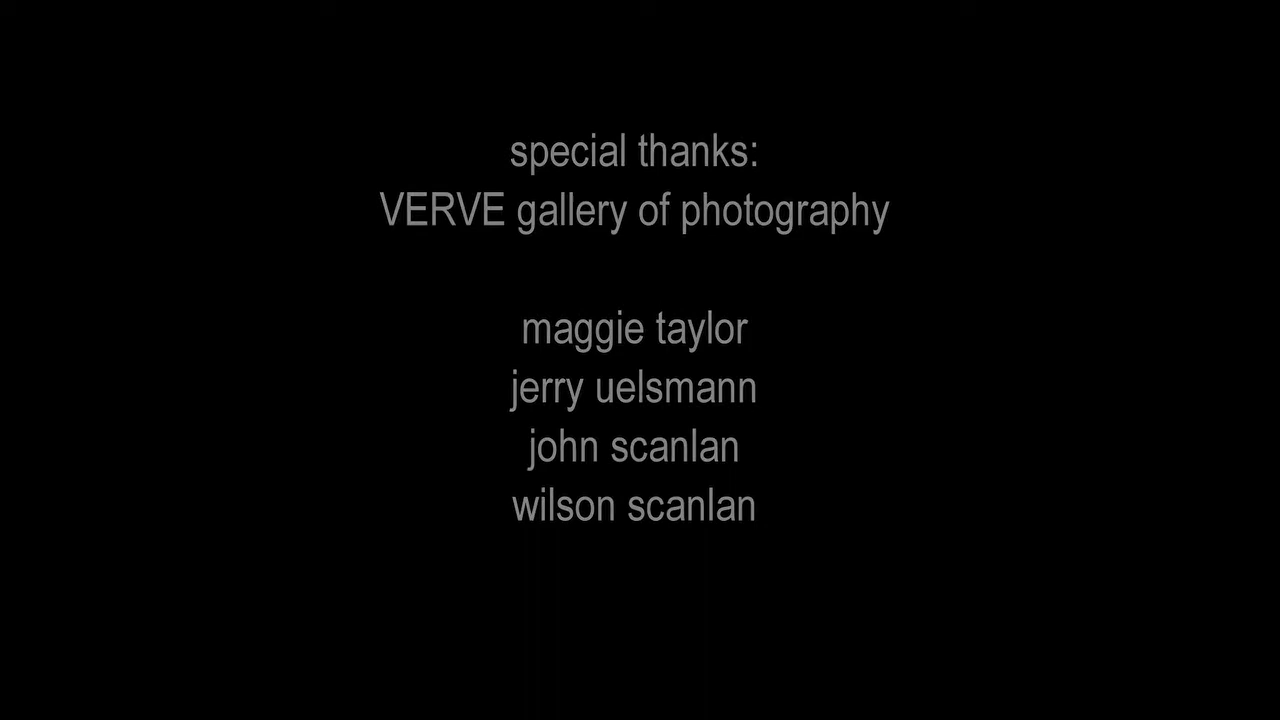 special thanks:
VERVE gallery of photography
maggie taylor
jerry uelsmann
john scanlan
wilson scanlan